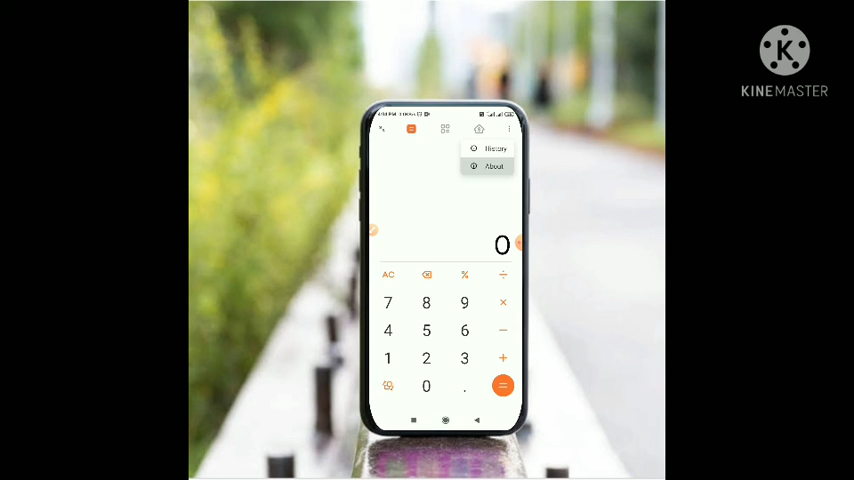 KINEMASTER
History
About
0
AC % ÷
7 8 9 ×
4 5 6 −
1 2 3 +
0 . =